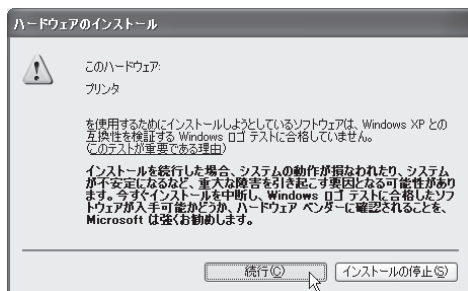 ハードウェアのインストール
このハードウェア:
プリンタ
を使用するためにインストールしようとしているソフトウェアは、Windows XP との
互換性を検証する Windows ロゴ テストに合格していません。
(このテストが重要である理由)
インストールを続行した場合、システムの動作が損なわれたり、システム
が不安定になるなど、重大な障害を引き起こす要因となる可能性があり
ます。今すぐインストールを中断し、Windows ロゴ テストに合格したソフ
トウェアが入手可能かどうか、ハードウェア ベンダーに確認されることを、
Microsoft は強くお勧めします。
続行(C)
インストールの停止(S)